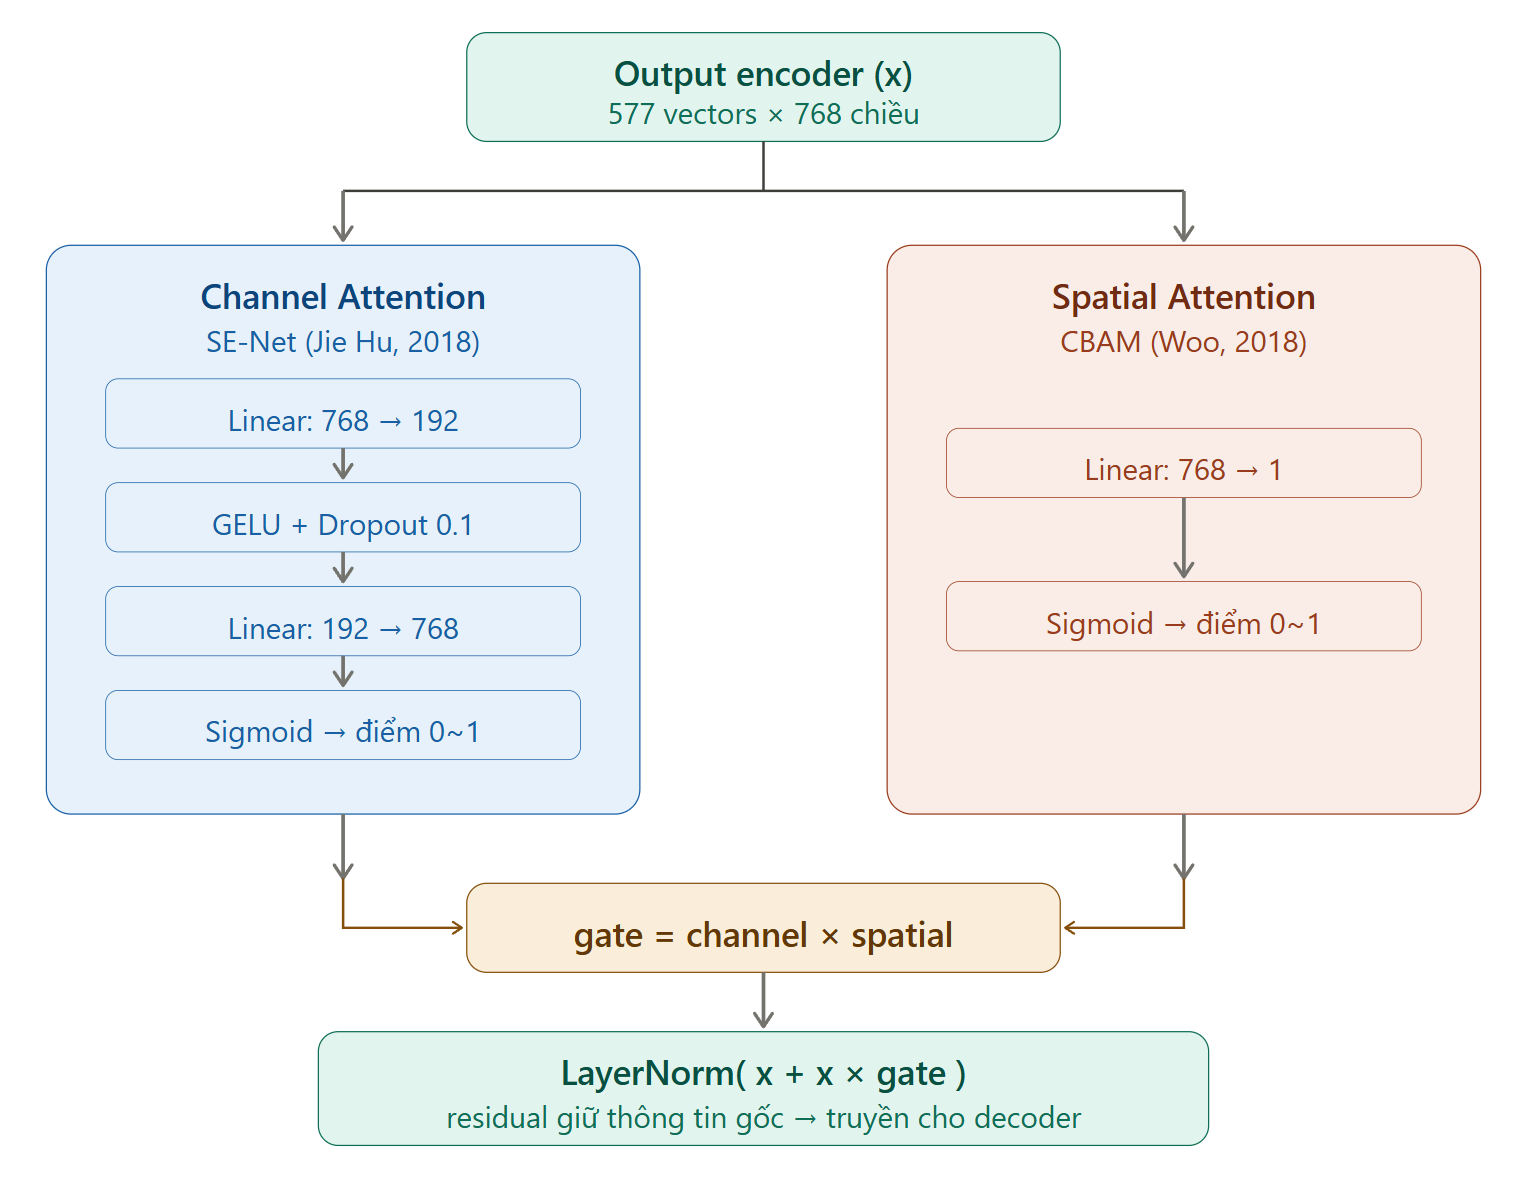 Output encoder (x)
577 vectors × 768 chiều
Channel Attention
SE-Net (Jie Hu, 2018)
Linear: 768 → 192
GELU + Dropout 0.1
Linear: 192 → 768
Sigmoid → điểm 0~1
Spatial Attention
CBAM (Woo, 2018)
Linear: 768 → 1
Sigmoid → điểm 0~1
gate = channel × spatial
LayerNorm( x + x × gate )
residual giữ thông tin gốc → truyền cho decoder